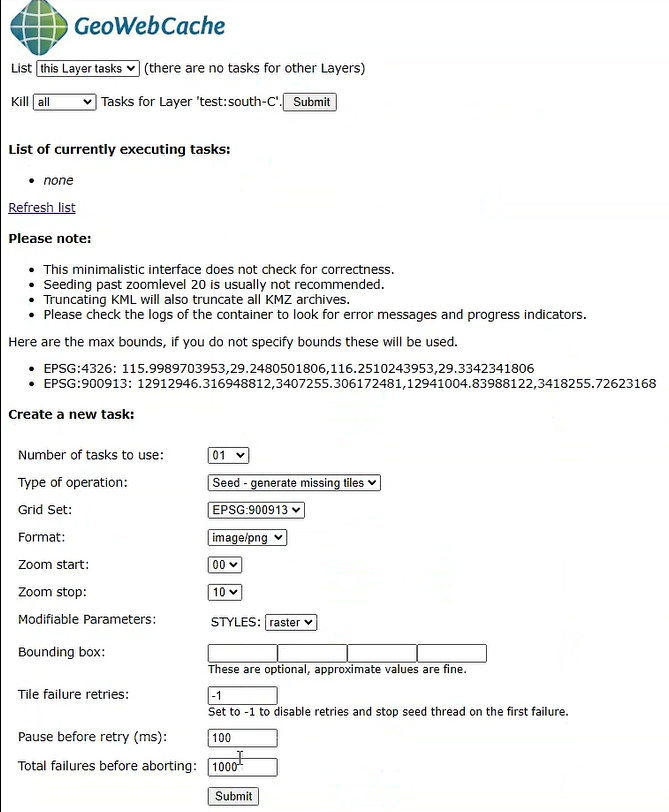 GeoWebCache
List this Layer tasks (there are no tasks for other Layers)
Kill all Tasks for Layer 'test:south-C'. Submit
List of currently executing tasks:
none
Refresh list
Please note:
This minimalistic interface does not check for correctness.
Seeding past zoomlevel 20 is usually not recommended.
Truncating KML will also truncate all KMZ archives.
Please check the logs of the container to look for error messages and progress indicators.
Here are the max bounds, if you do not specify bounds these will be used.
EPSG:4326: 115.9989703953,29.2480501806,116.2510243953,29.3342341806
EPSG:900913: 12912946.316948812,3407255.306172481,12941004.83988122,3418255.72623168
Create a new task:
Number of tasks to use: 01
Type of operation: Seed - generate missing tiles
Grid Set: EPSG:900913
Format: image/png
Zoom start: 00
Zoom stop: 10
Modifiable Parameters: STYLES: raster
Bounding box:
These are optional, approximate values are fine.
Tile failure retries: -1
Set to -1 to disable retries and stop seed thread on the first failure.
Pause before retry (ms): 100
Total failures before aborting: 1000
Submit